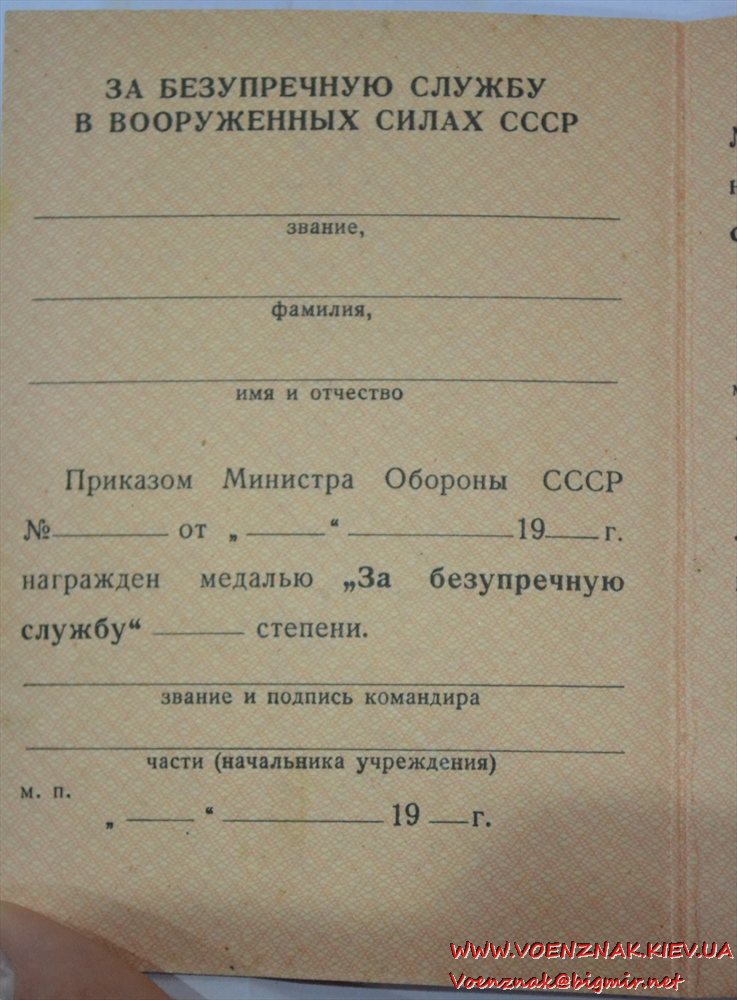 ЗА БЕЗУПРЕЧНУЮ СЛУЖБУ
В ВООРУЖЕННЫХ СИЛАХ СССР
звание,
фамилия,
имя и отчество
Приказом Министра Обороны СССР
№ от „ “ 19 г.
награжден медалью „За безупречную
службу“ степени.
звание и подпись командира
части (начальника учреждения)
м. п.
„ “ 19 г.
WWW.VOENZNAK.KIEV.UA
Voenznak@bigmir.net